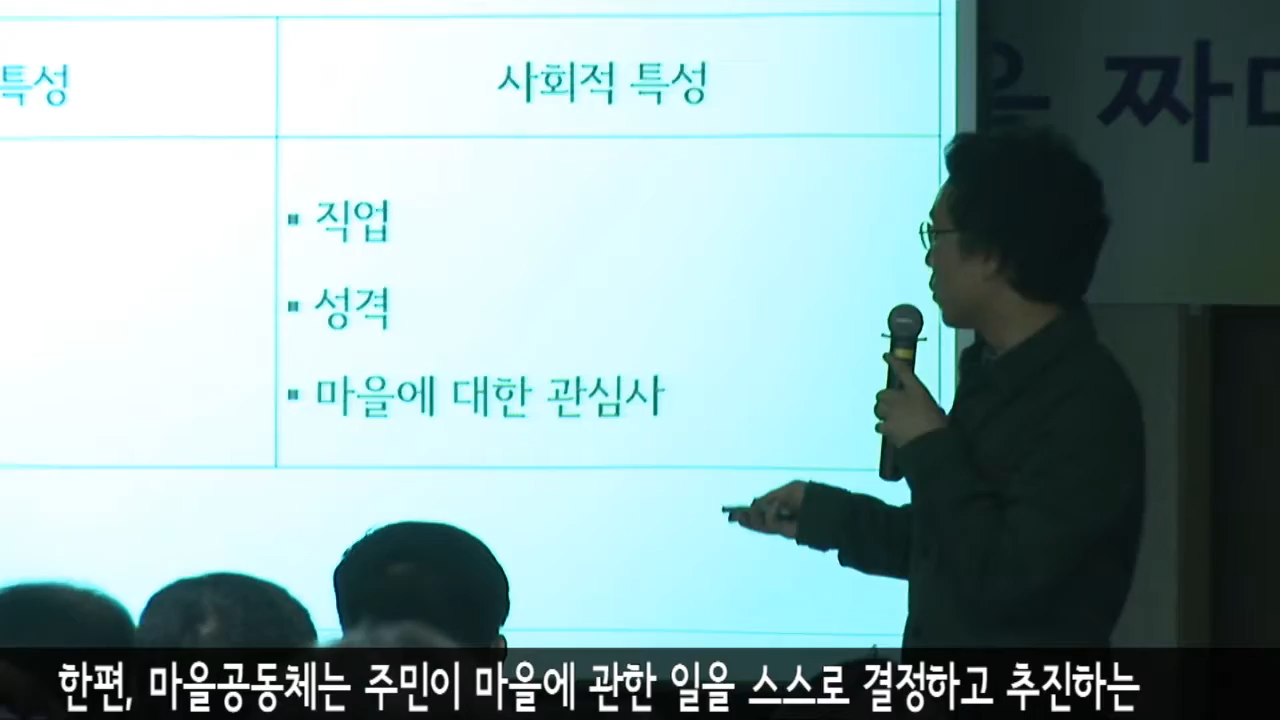 특성
사회적 특성
을 짜다
▪ 직업
▪ 성격
▪ 마을에 대한 관심사
한편, 마을공동체는 주민이 마을에 관한 일을 스스로 결정하고 추진하는